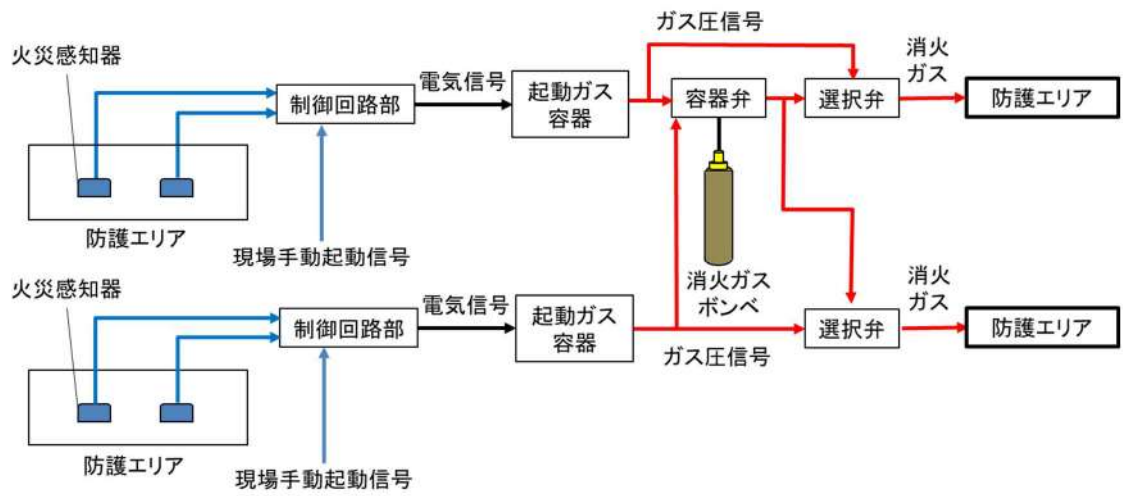 ガス圧信号
火災感知器
電気信号
消火
ガス
制御回路部
起動ガス
容器
容器弁
選択弁
防護エリア
防護エリア
現場手動起動信号
消火ガス
ボンベ
火災感知器
電気信号
消火
ガス
制御回路部
起動ガス
容器
選択弁
防護エリア
ガス圧信号
防護エリア
現場手動起動信号